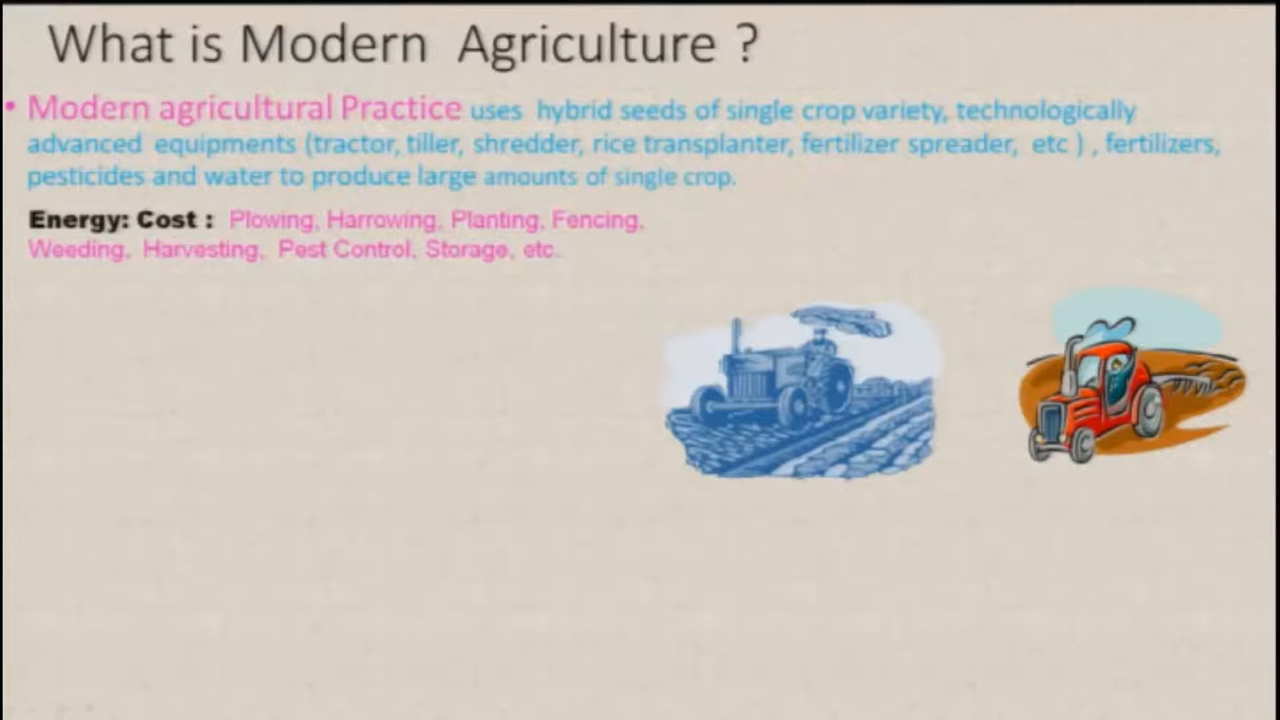 What is Modern Agriculture ?
• Modern agricultural Practice uses hybrid seeds of single crop variety, technologically
advanced equipments (tractor, tiller, shredder, rice transplanter, fertilizer spreader, etc ) , fertilizers,
pesticides and water to produce large amounts of single crop.
Energy: Cost : Plowing, Harrowing, Planting, Fencing,
Weeding, Harvesting, Pest Control, Storage, etc.